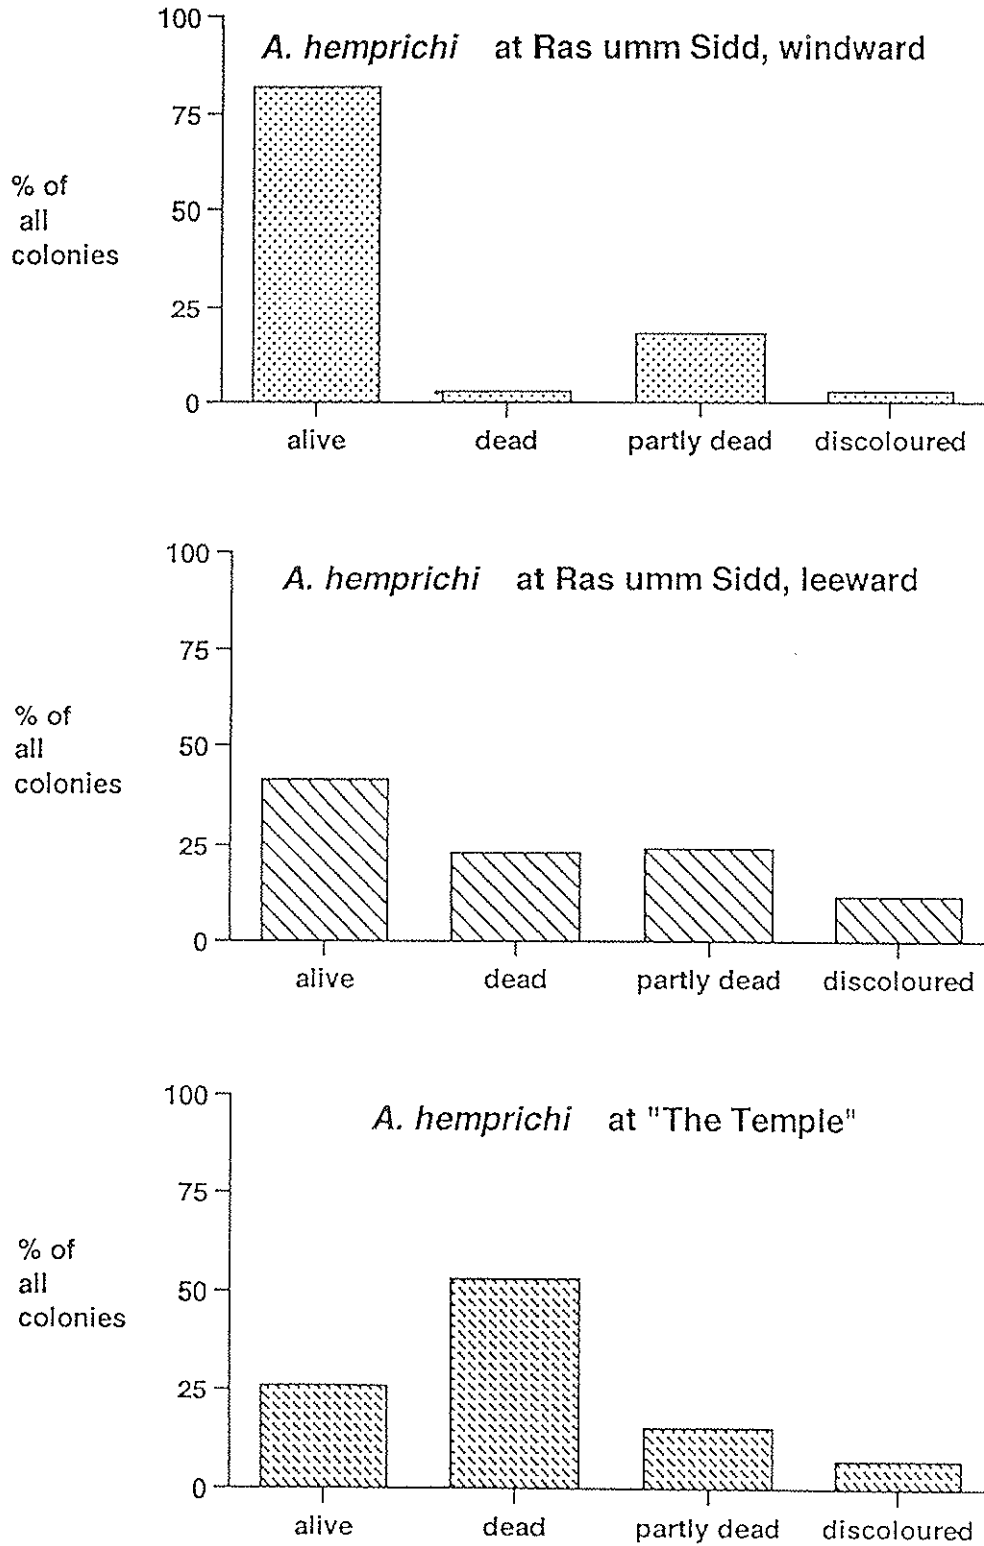 100
A. hemprichi at Ras umm Sidd, windward
75
% of
all
colonies
50
25
0
alive dead partly dead discoloured
100
A. hemprichi at Ras umm Sidd, leeward
75
% of
all
colonies
50
25
0
alive dead partly dead discoloured
100
A. hemprichi at "The Temple"
75
% of
all
colonies
50
25
0
alive dead partly dead discoloured